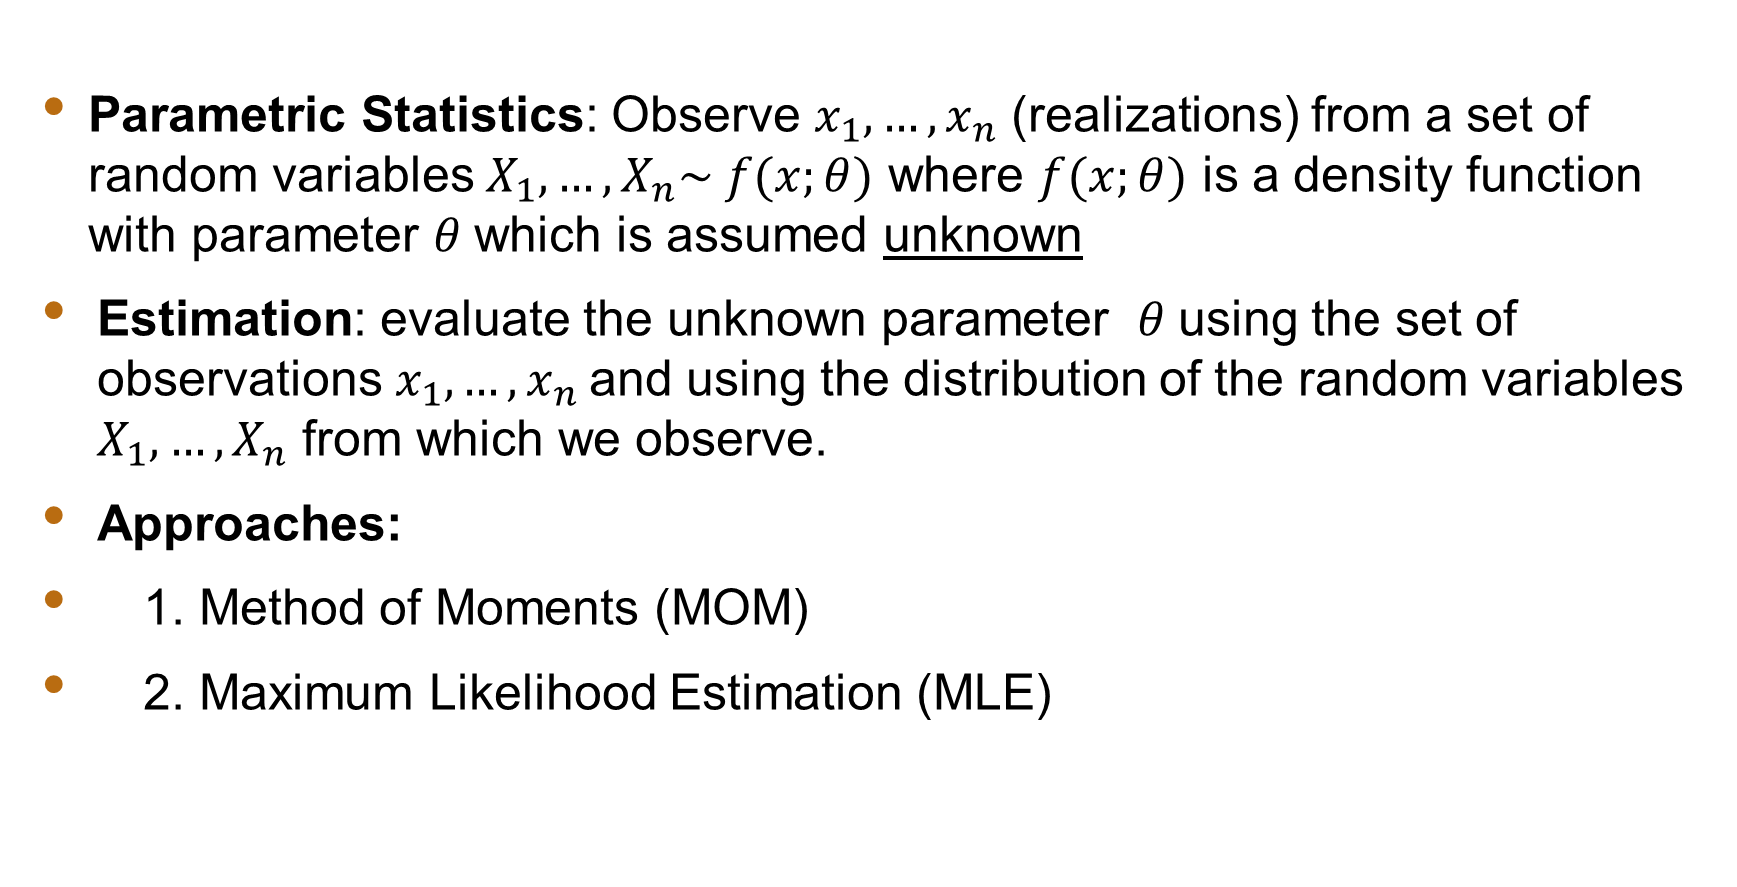 • Parametric Statistics: Observe 𝑥₁, … , 𝑥ₙ (realizations) from a set of
random variables 𝑋₁, … , 𝑋ₙ~ 𝑓(𝑥; 𝜃) where 𝑓(𝑥; 𝜃) is a density function
with parameter 𝜃 which is assumed unknown
• Estimation: evaluate the unknown parameter 𝜃 using the set of
observations 𝑥₁, … , 𝑥ₙ and using the distribution of the random variables
𝑋₁, … , 𝑋ₙ from which we observe.
• Approaches:
• 1. Method of Moments (MOM)
• 2. Maximum Likelihood Estimation (MLE)